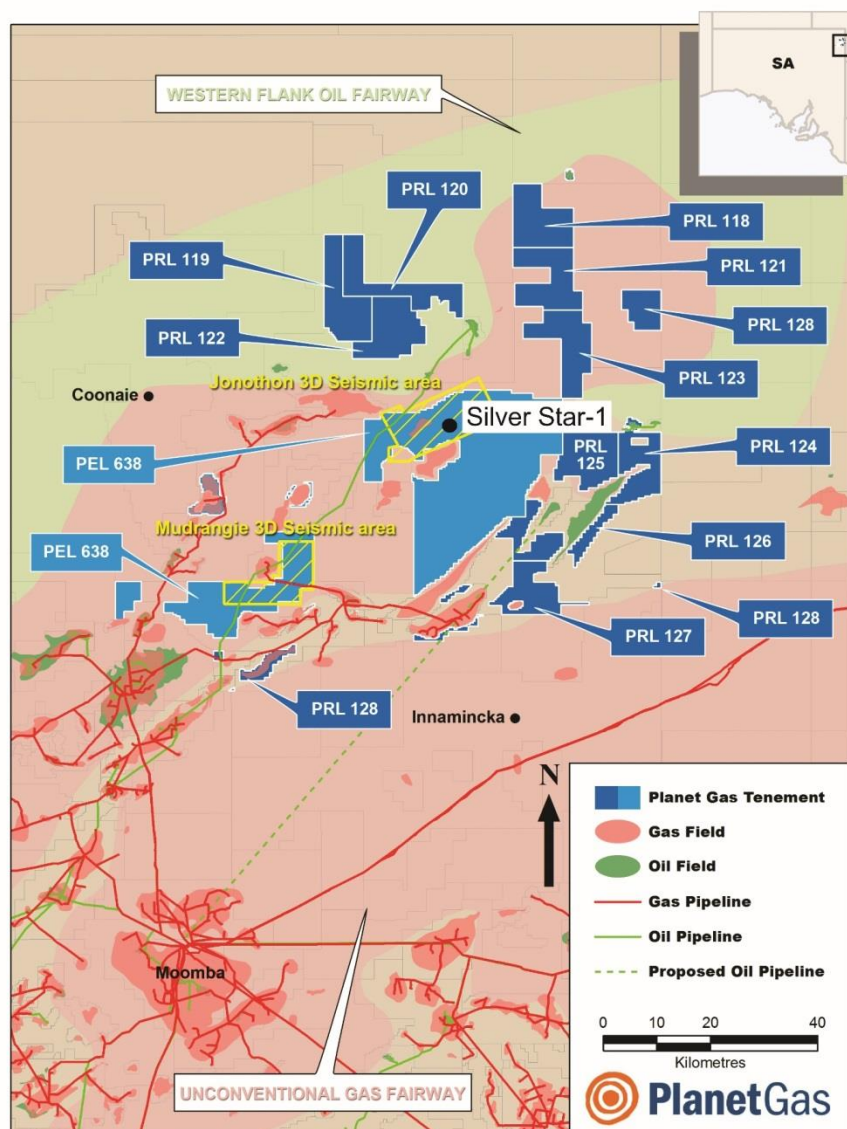 SA
WESTERN FLANK OIL FAIRWAY
PRL 120
PRL 118
PRL 119
PRL 121
PRL 122
PRL 128
Jonothon 3D Seismic area
PRL 123
Coonaie
Silver Star-1
PEL 638
PRL 125
PRL 124
Mudrangie 3D Seismic area
PEL 638
PRL 126
PRL 128
PRL 127
PRL 128
Innamincka
N
Planet Gas Tenement
Gas Field
Oil Field
Gas Pipeline
Oil Pipeline
Proposed Oil Pipeline
Moomba
0 10 20 40
Kilometres
UNCONVENTIONAL GAS FAIRWAY
PlanetGas